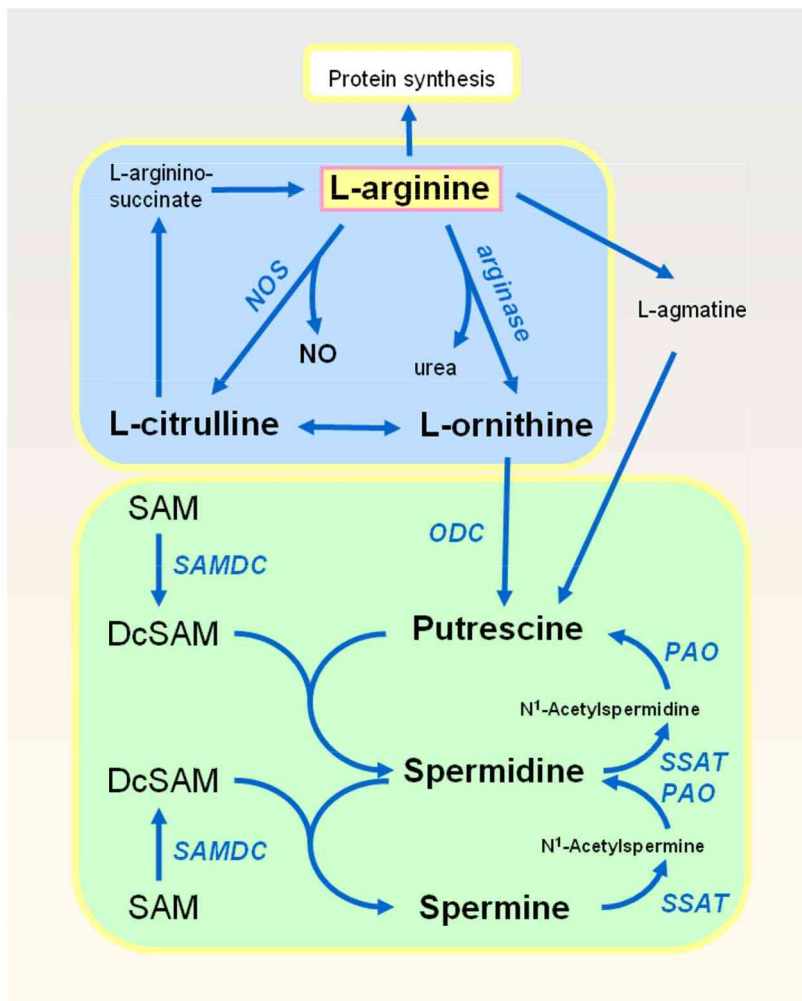 Protein synthesis
L-arginino-
succinate
L-arginine
NOS
arginase
L-agmatine
NO
urea
L-citrulline
L-ornithine
SAM
ODC
SAMDC
DcSAM
Putrescine
PAO
N¹-Acetylspermidine
Spermidine
SSAT
DcSAM
PAO
SAMDC
N¹-Acetylspermine
SAM
Spermine
SSAT